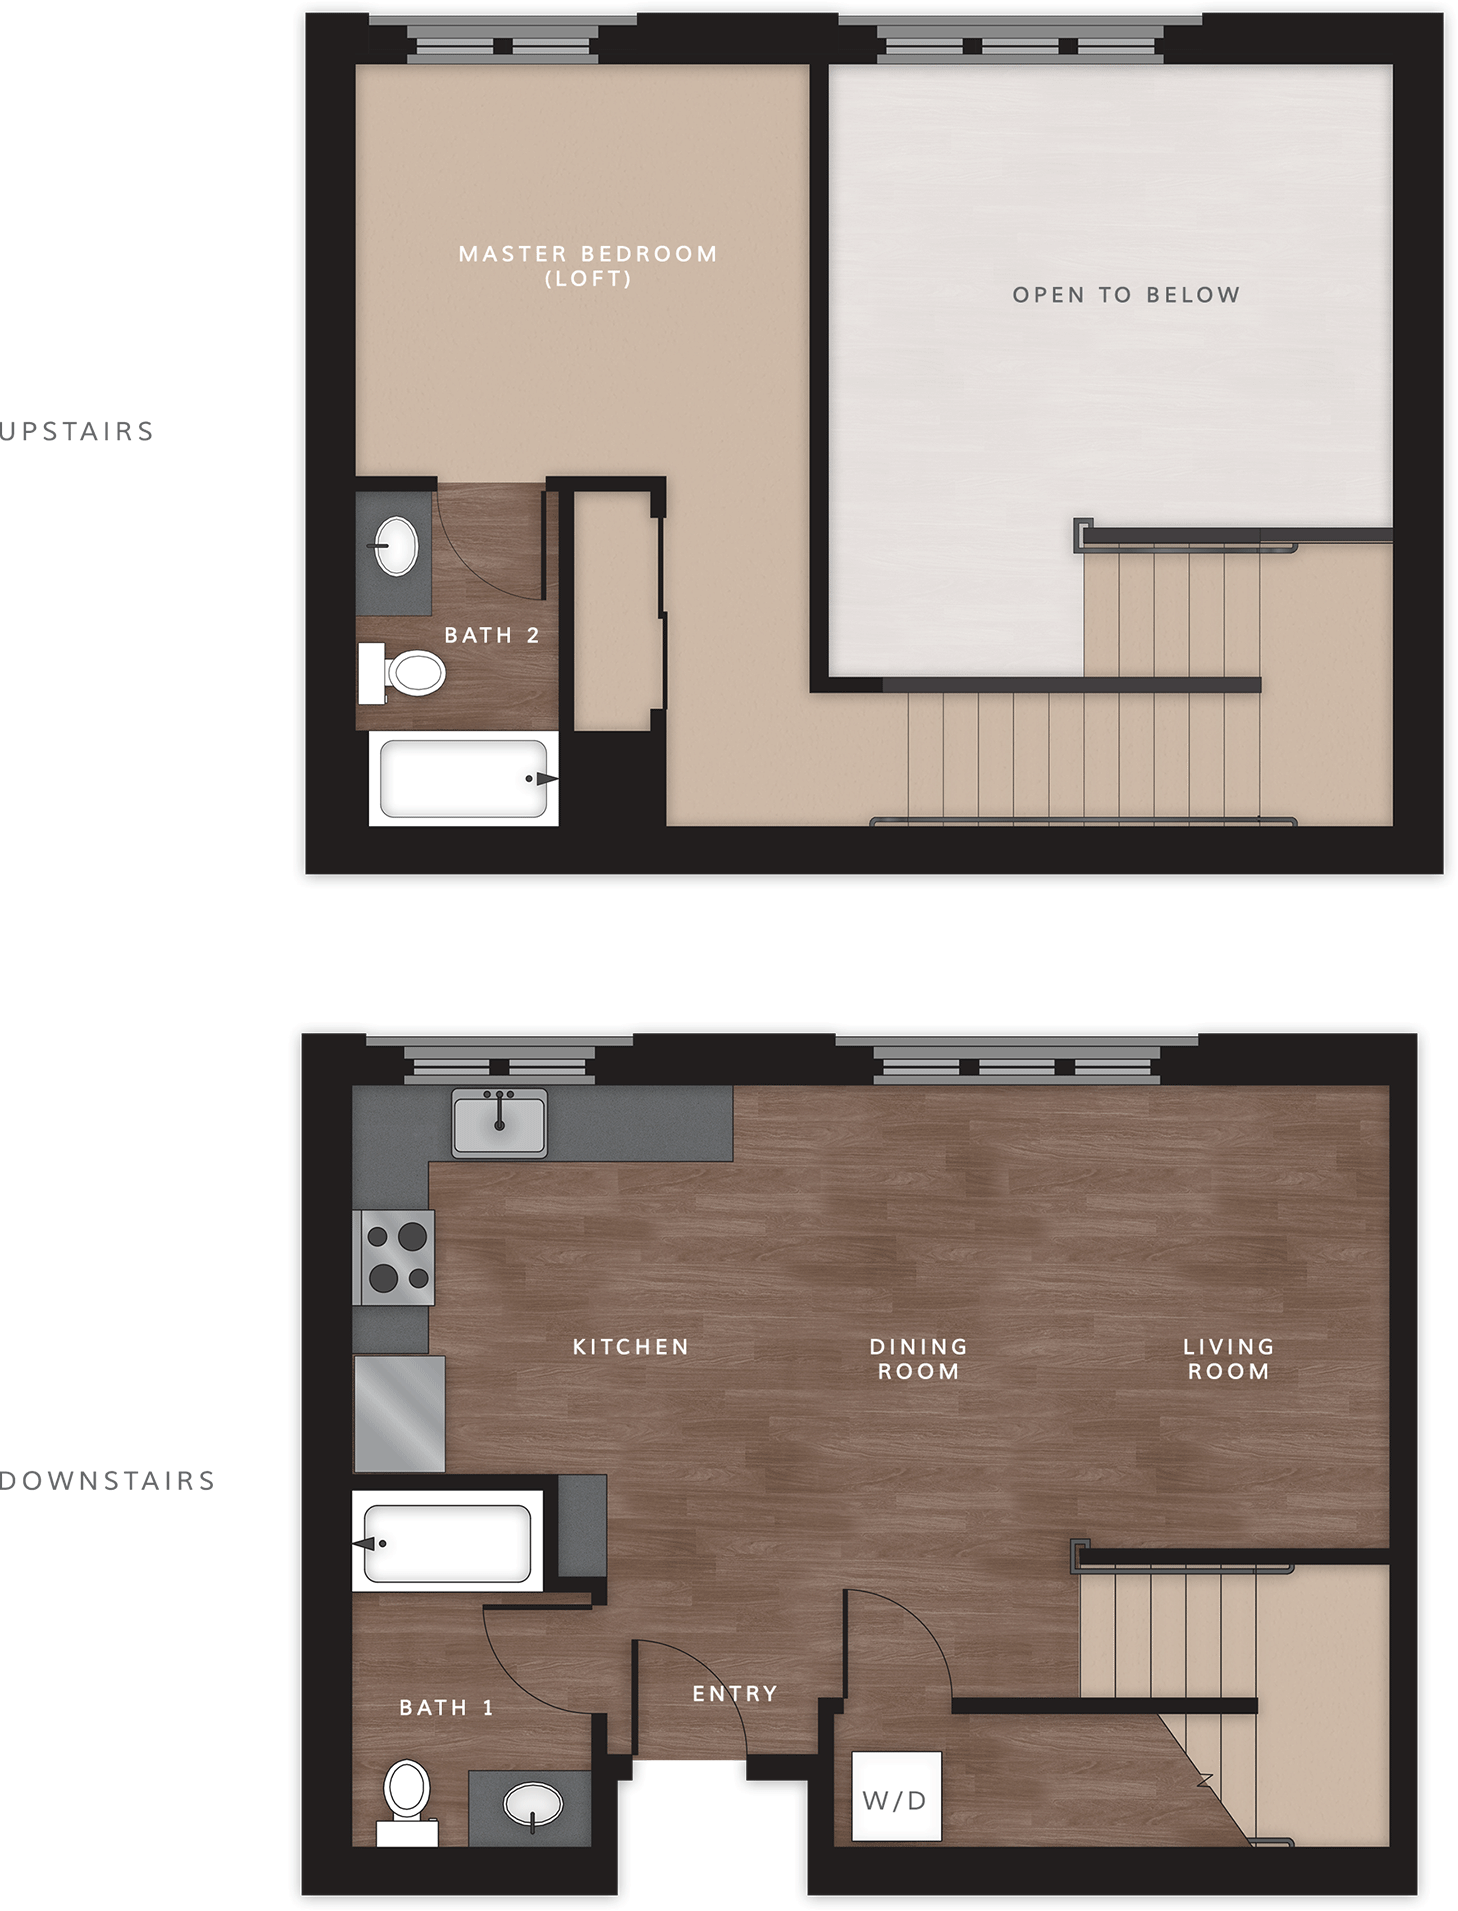 MASTER BEDROOM
(LOFT)
OPEN TO BELOW
UPSTAIRS
BATH 2
KITCHEN
DINING
ROOM
LIVING
ROOM
DOWNSTAIRS
ENTRY
BATH 1
W/D